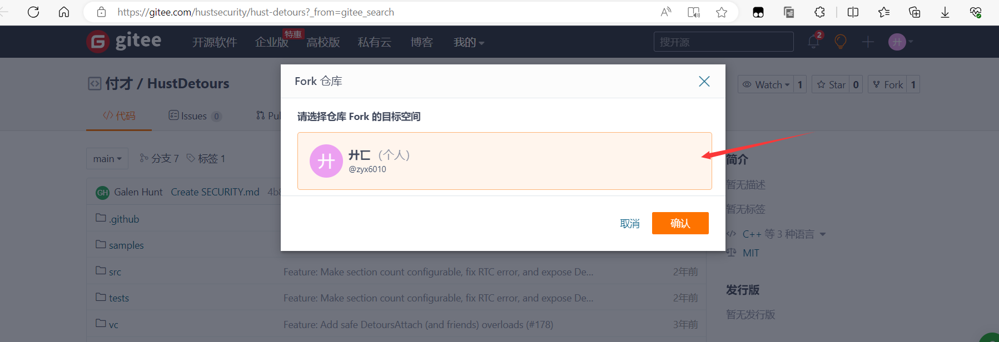 https://gitee.com/hustsecurity/hust-detours?_from=gitee_search
gitee 开源软件 企业版 特惠 高校版 私有云 博客 我的 搜开源 2 廾
付才 / HustDetours
Watch 1 Star 0 Fork 1
代码 Issues 0 Pul
Fork 仓库
请选择仓库 Fork 的目标空间
廾 廾匸 (个人)
@zyx6010
取消 确认
main 分支 7 标签 1
GH Galen Hunt Create SECURITY.md 4b8
.github
samples
src Feature: Make section count configurable, fix RTC error, and expose De... 2年前
tests Feature: Make section count configurable, fix RTC error, and expose De... 2年前
vc Feature: Add safe DetoursAttach (and friends) overloads (#178) 3年前
简介
暂无描述
暂无标签
C++ 等 3 种语言
MIT
发行版
暂无发行版